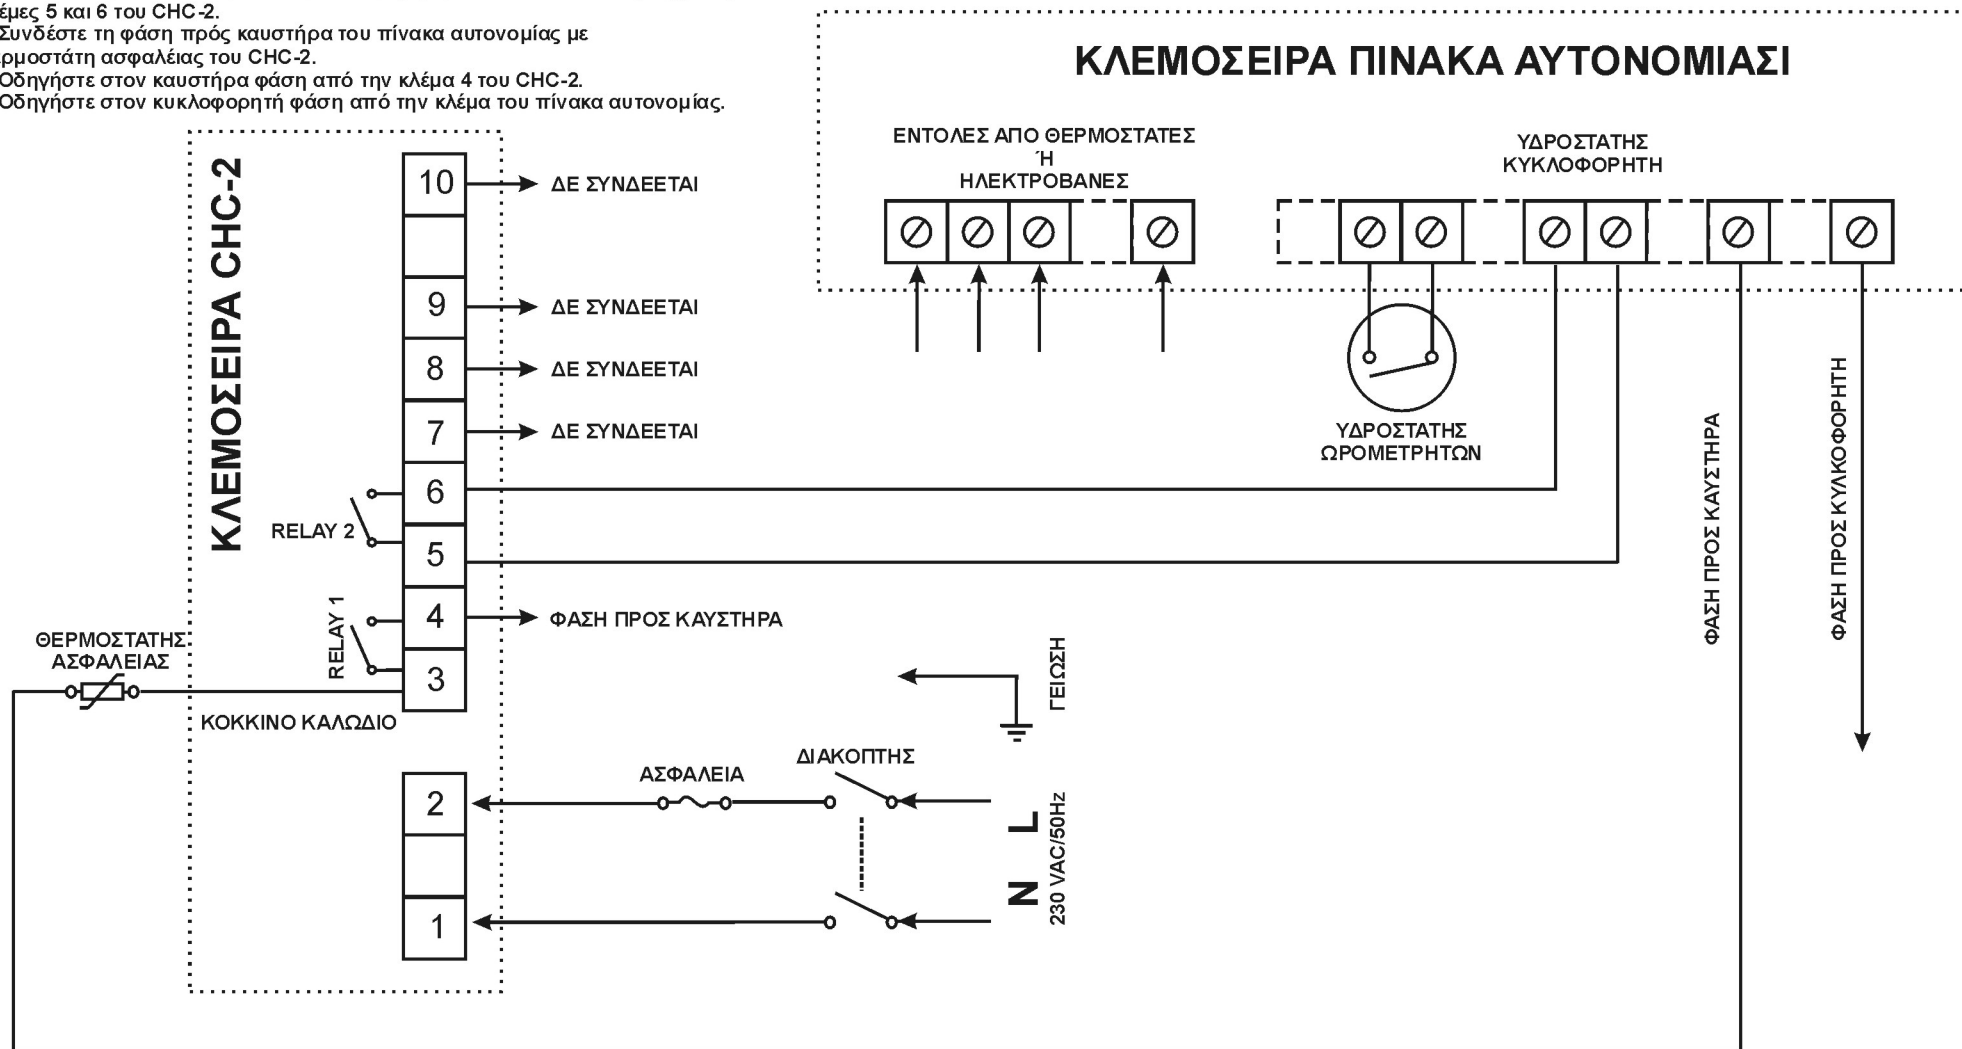 έμες 5 και 6 του CHC-2.
Συνδέστε τη φάση πρός καυστήρα του πίνακα αυτονομίας με
ερμοστάτη ασφαλέιας του CHC-2.
Οδηγήστε στον καυστήρα φάση από την κλέμα 4 του CHC-2.
Οδηγήστε στον κυκλοφορητή φάση από την κλέμα του πίνακα αυτονομίας.
ΚΛΕΜΟΣΕΙΡΑ ΠΙΝΑΚΑ ΑΥΤΟΝΟΜΙΑΣΙ
ΕΝΤΟΛΕΣ ΑΠΟ ΘΕΡΜΟΣΤΑΤΕΣ
Ή
ΗΛΕΚΤΡΟΒΑΝΕΣ
ΥΔΡΟΣΤΑΤΗΣ
ΚΥΚΛΟΦΟΡΗΤΗ
ΥΔΡΟΣΤΑΤΗΣ
ΩΡΟΜΕΤΡΗΤΩΝ
ΦΑΣΗ ΠΡΟΣ ΚΑΥΣΤΗΡΑ
ΦΑΣΗ ΠΡΟΣ ΚΥΛΚΟΦΟΡΗΤΗ
ΚΛΕΜΟΣΕΙΡΑ CHC-2
10
ΔΕ ΣΥΝΔΕΕΤΑΙ
9
ΔΕ ΣΥΝΔΕΕΤΑΙ
8
ΔΕ ΣΥΝΔΕΕΤΑΙ
7
ΔΕ ΣΥΝΔΕΕΤΑΙ
6
RELAY 2
5
RELAY 1
4
ΦΑΣΗ ΠΡΟΣ ΚΑΥΣΤΗΡΑ
3
ΘΕΡΜΟΣΤΑΤΗΣ
ΑΣΦΑΛΕΙΑΣ
ΚΟΚΚΙΝΟ ΚΑΛΩΔΙΟ
ΓΕΙΩΣΗ
2
ΑΣΦΑΛΕΙΑ
ΔΙΑΚΟΠΤΗΣ
1
N L
230 VAC/50Hz